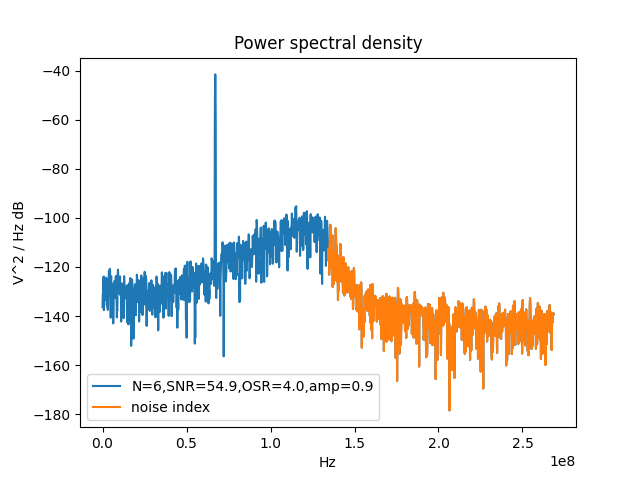 Power spectral density
V^2 / Hz dB
−40
−60
−80
−100
−120
−140
−160
−180
N=6,SNR=54.9,OSR=4.0,amp=0.9
noise index
0.0 0.5 1.0 1.5 2.0 2.5
Hz
1e8